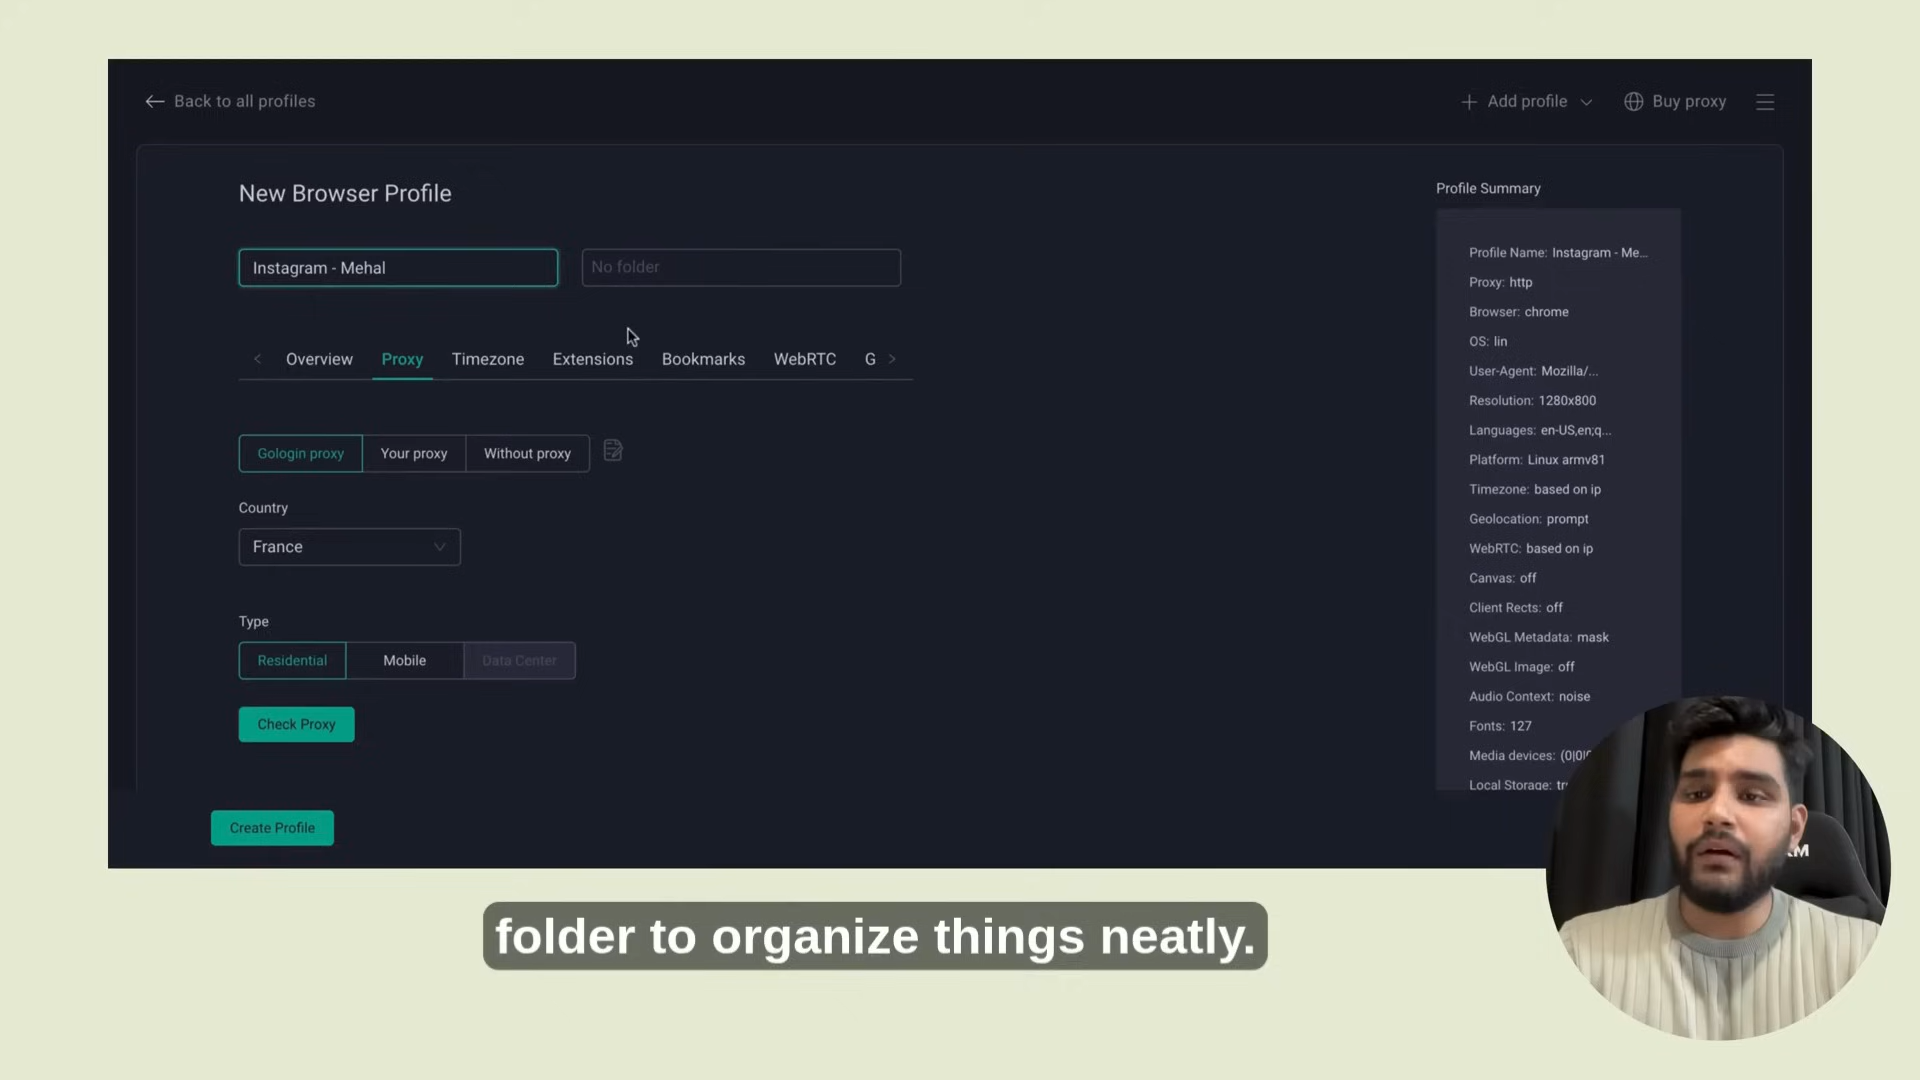 Back to all profiles
Add profile
Buy proxy
New Browser Profile
Instagram - Mehal
No folder
Overview
Proxy
Timezone
Extensions
Bookmarks
WebRTC
G
Gologin proxy
Your proxy
Without proxy
Country
France
Type
Residential
Mobile
Data Center
Check Proxy
Create Profile
Profile Summary
Profile Name: Instagram - Me...
Proxy: http
Browser: chrome
OS: lin
User-Agent: Mozilla/...
Resolution: 1280x800
Languages: en-US,en;q...
Platform: Linux armv81
Timezone: based on ip
Geolocation: prompt
WebRTC: based on ip
Canvas: off
Client Rects: off
WebGL Metadata: mask
WebGL Image: off
Audio Context: noise
Fonts: 127
Media devices:
Local Storage:
folder to organize things neatly.